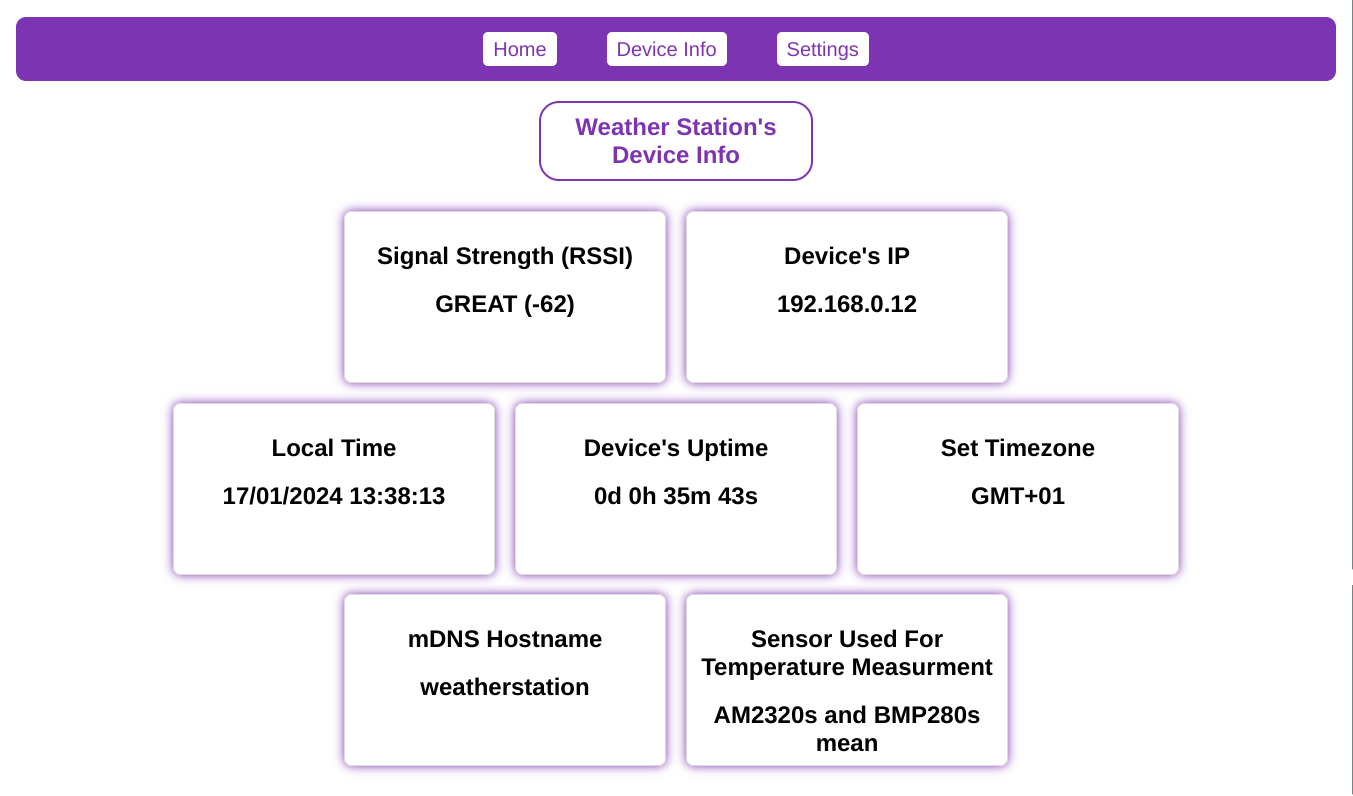 Home
Device Info
Settings
Weather Station's
Device Info
Signal Strength (RSSI)
GREAT (-62)
Device's IP
192.168.0.12
Local Time
17/01/2024 13:38:13
Device's Uptime
0d 0h 35m 43s
Set Timezone
GMT+01
mDNS Hostname
weatherstation
Sensor Used For
Temperature Measurment
AM2320s and BMP280s
mean